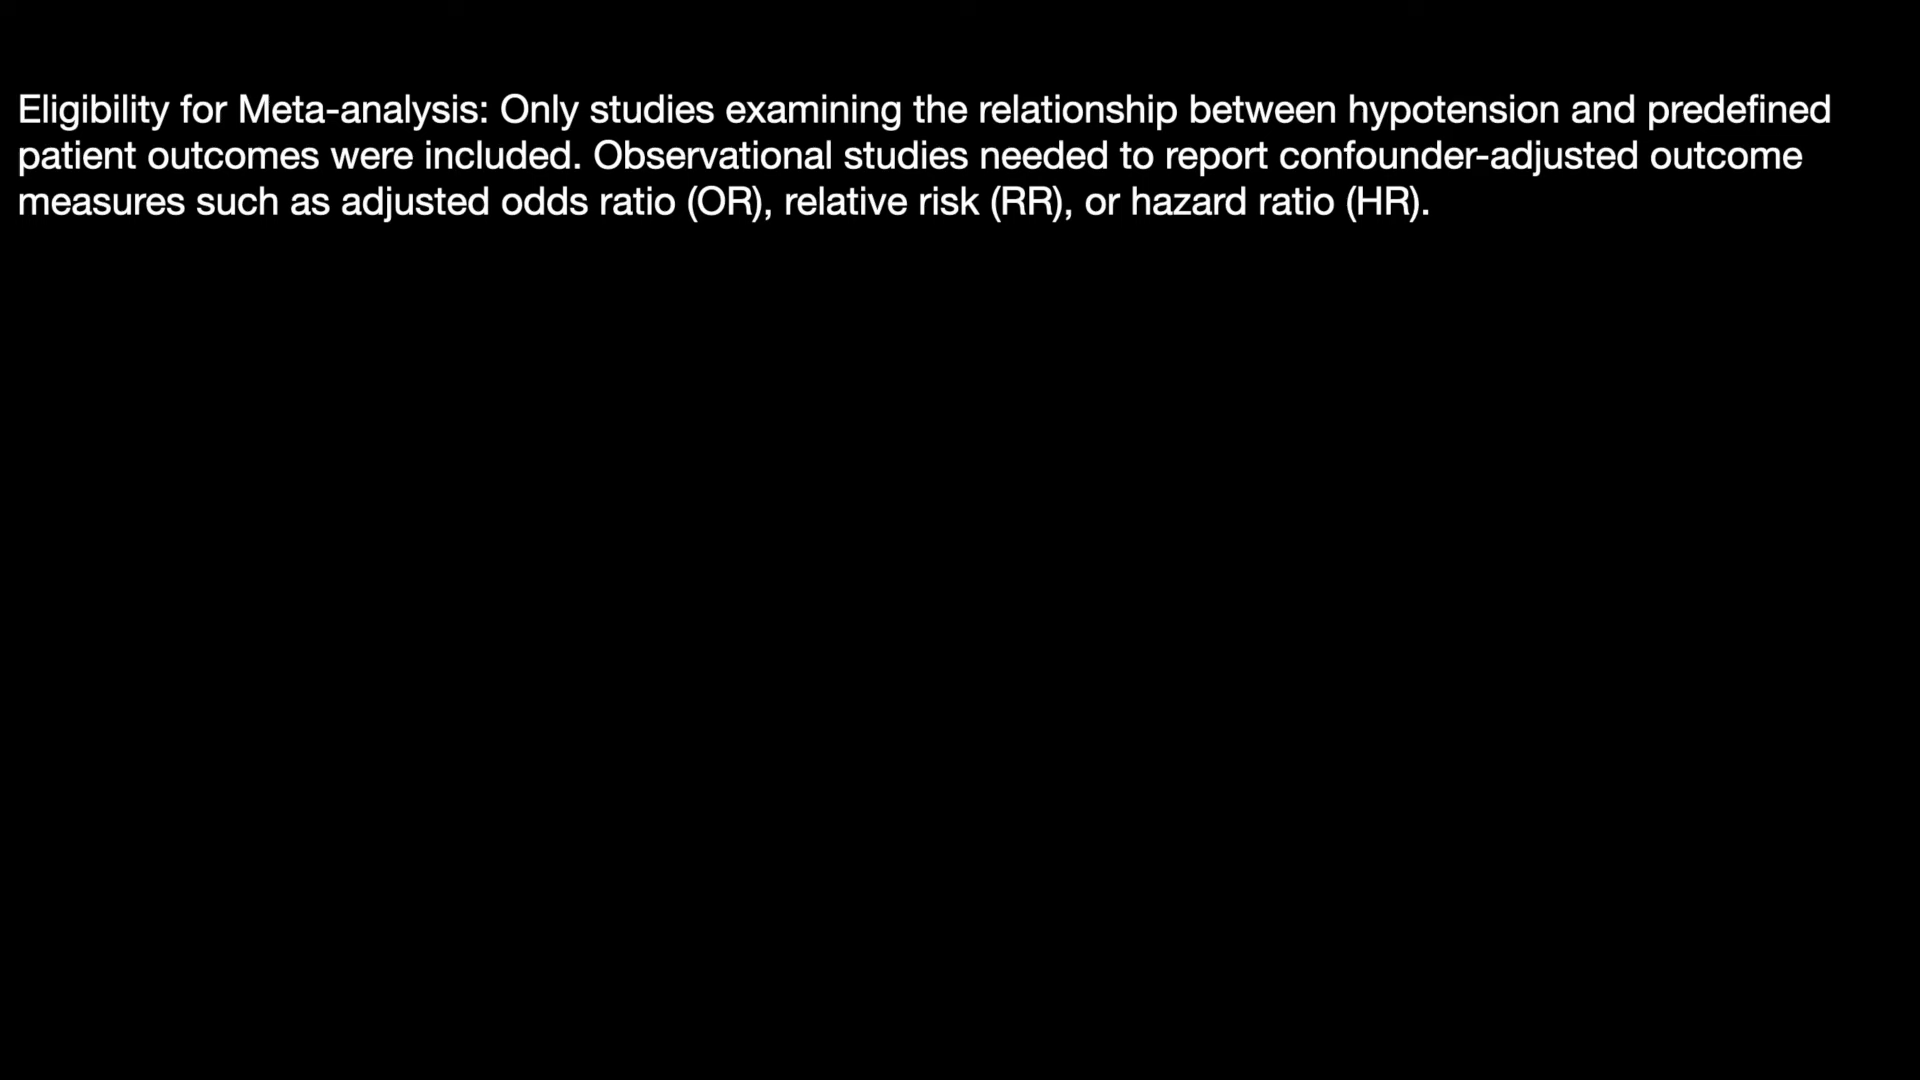 Eligibility for Meta-analysis: Only studies examining the relationship between hypotension and predefined
patient outcomes were included. Observational studies needed to report confounder-adjusted outcome
measures such as adjusted odds ratio (OR), relative risk (RR), or hazard ratio (HR).